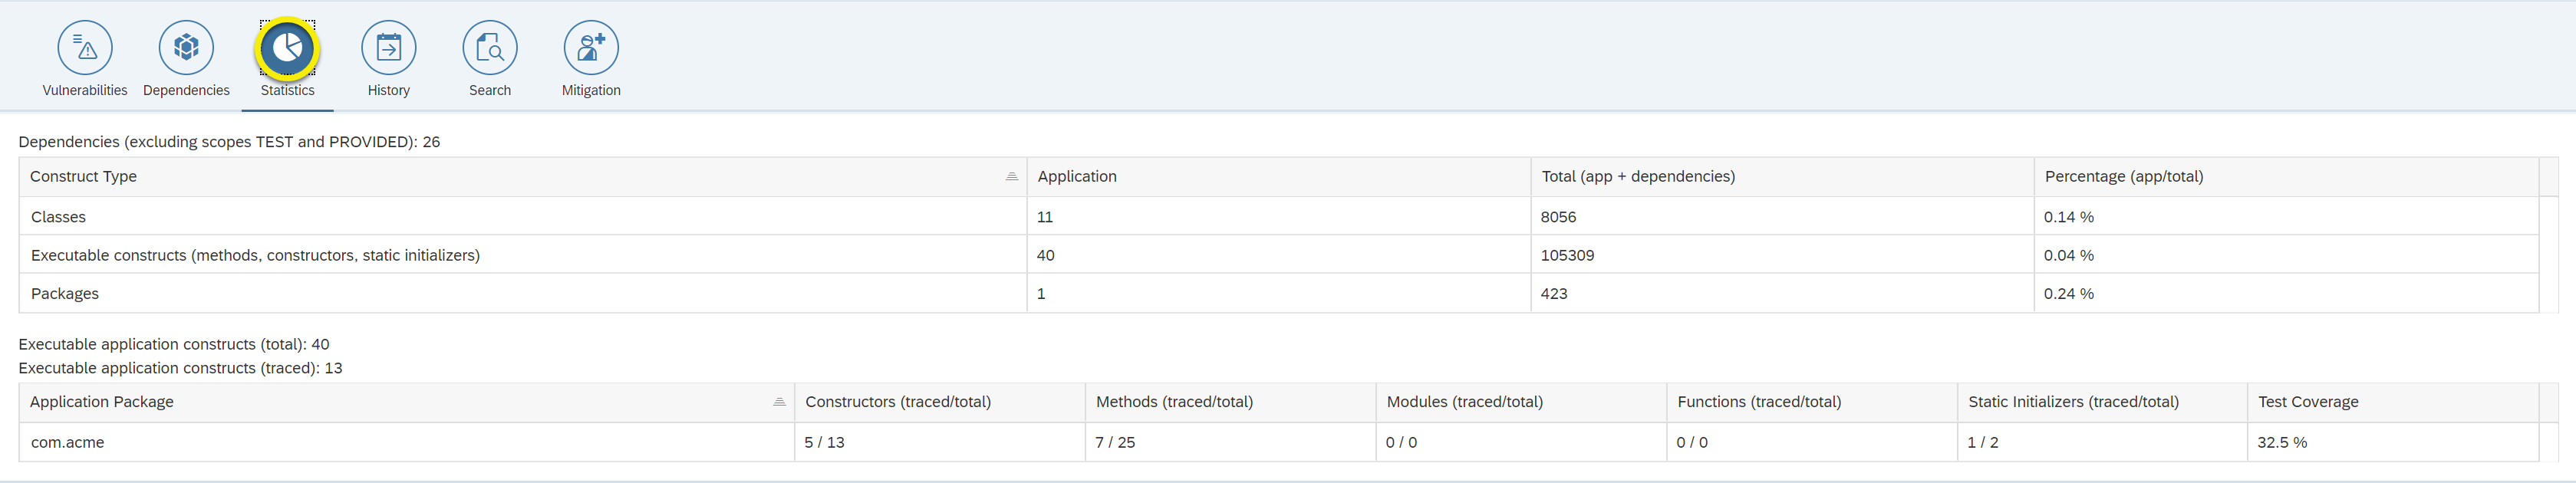 Vulnerabilities Dependencies Statistics History Search Mitigation
Dependencies (excluding scopes TEST and PROVIDED): 26
Construct Type Application Total (app + dependencies) Percentage (app/total)
Classes 11 8056 0.14 %
Executable constructs (methods, constructors, static initializers) 40 105309 0.04 %
Packages 1 423 0.24 %
Executable application constructs (total): 40
Executable application constructs (traced): 13
Application Package Constructors (traced/total) Methods (traced/total) Modules (traced/total) Functions (traced/total) Static Initializers (traced/total) Test Coverage
com.acme 5 / 13 7 / 25 0 / 0 0 / 0 1 / 2 32.5 %